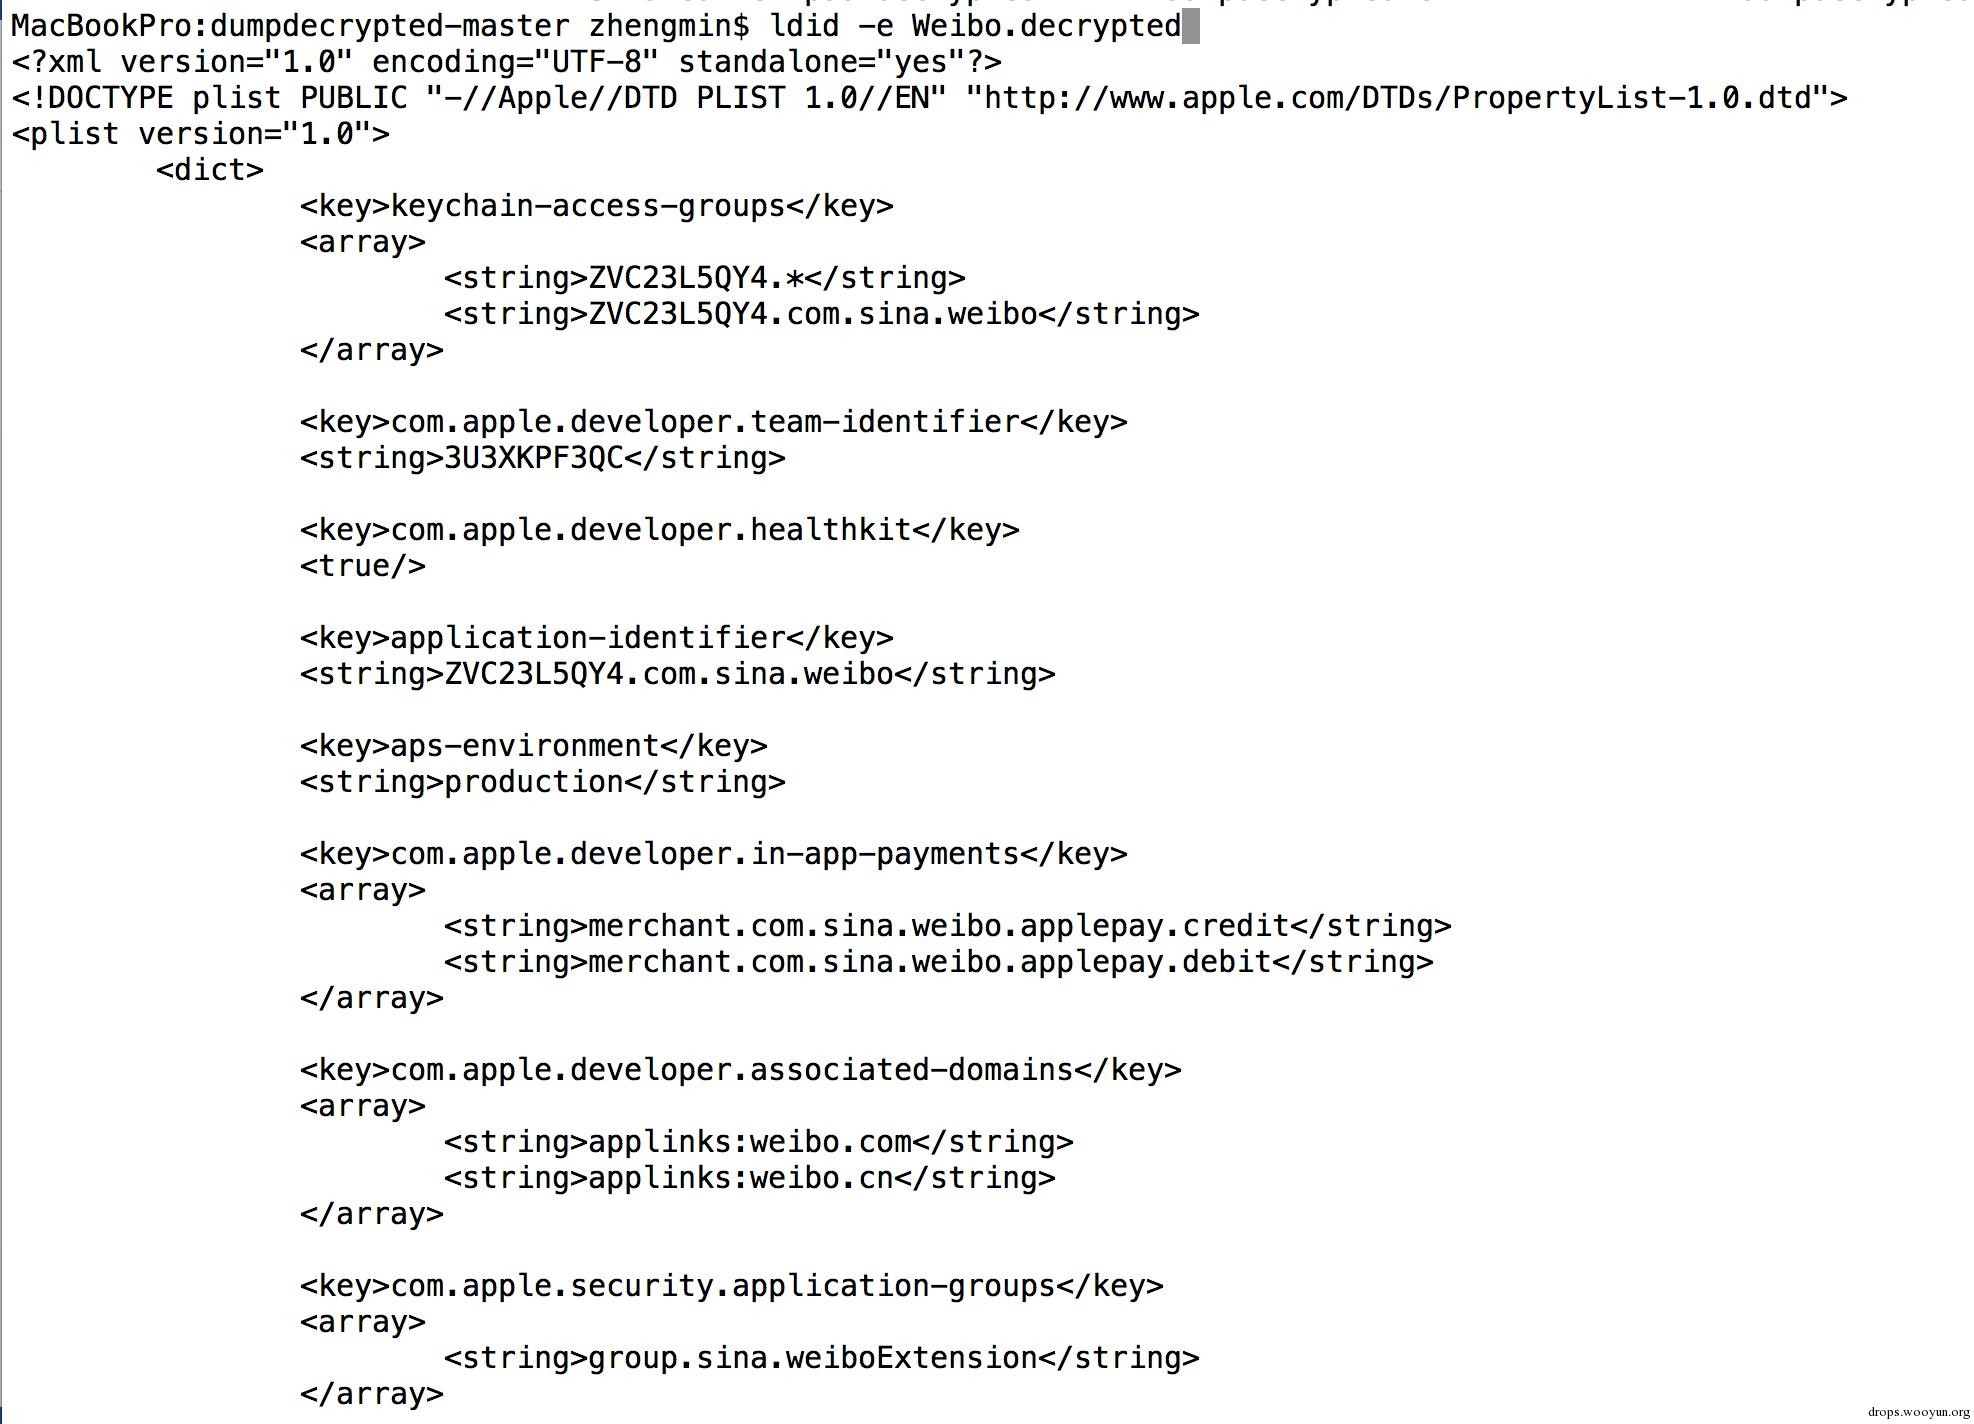 MacBookPro:dumpdecrypted-master zhengmin$ ldid -e Weibo.decrypted
<?xml version="1.0" encoding="UTF-8" standalone="yes"?>
<!DOCTYPE plist PUBLIC "-//Apple//DTD PLIST 1.0//EN" "http://www.apple.com/DTDs/PropertyList-1.0.dtd">
<plist version="1.0">
<dict>
<key>keychain-access-groups</key>
<array>
<string>ZVC23L5QY4.*</string>
<string>ZVC23L5QY4.com.sina.weibo</string>
</array>
<key>com.apple.developer.team-identifier</key>
<string>3U3XKPF3QC</string>
<key>com.apple.developer.healthkit</key>
<true/>
<key>application-identifier</key>
<string>ZVC23L5QY4.com.sina.weibo</string>
<key>aps-environment</key>
<string>production</string>
<key>com.apple.developer.in-app-payments</key>
<array>
<string>merchant.com.sina.weibo.applepay.credit</string>
<string>merchant.com.sina.weibo.applepay.debit</string>
</array>
<key>com.apple.developer.associated-domains</key>
<array>
<string>applinks:weibo.com</string>
<string>applinks:weibo.cn</string>
</array>
<key>com.apple.security.application-groups</key>
<array>
<string>group.sina.weiboExtension</string>
</array>
drops.wooyun.org